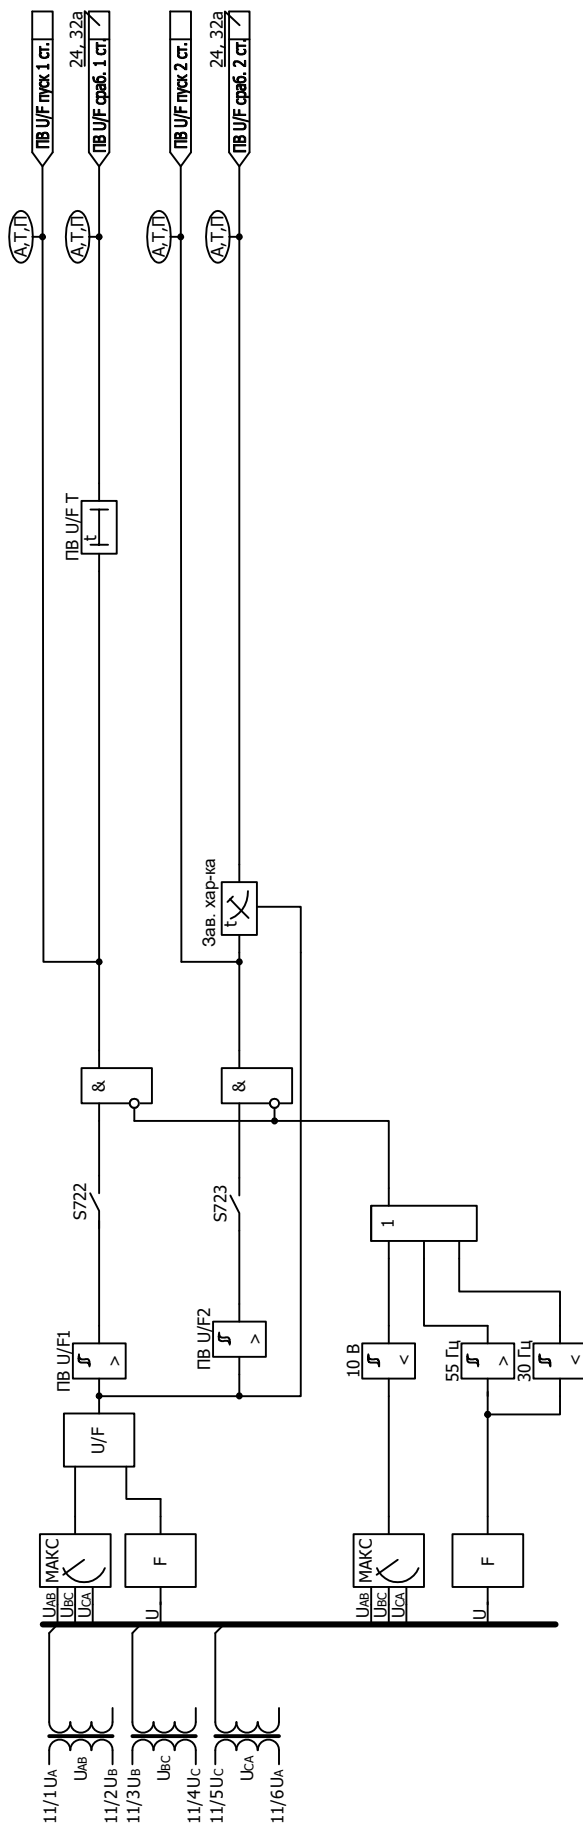 ПВ U/F пуск 1 ст.
24, 32а
ПВ U/F сраб. 1 ст.
ПВ U/F пуск 2 ст.
24, 32а
ПВ U/F сраб. 2 ст.
А,Т,П
А,Т,П
А,Т,П
А,Т,П
ПВ U/F T
t
Зав. хар-ка
t
&
&
S722
S723
1
ПВ U/F1
>
ПВ U/F2
>
10 В
<
55 Гц
>
30 Гц
<
U/F
МАКС
F
МАКС
F
UAB
UBC
UCA
U
UAB
UBC
UCA
U
11/1 UA
UAB
11/2 UB
11/3 UB
UBC
11/4 UC
11/5 UC
UCA
11/6 UA